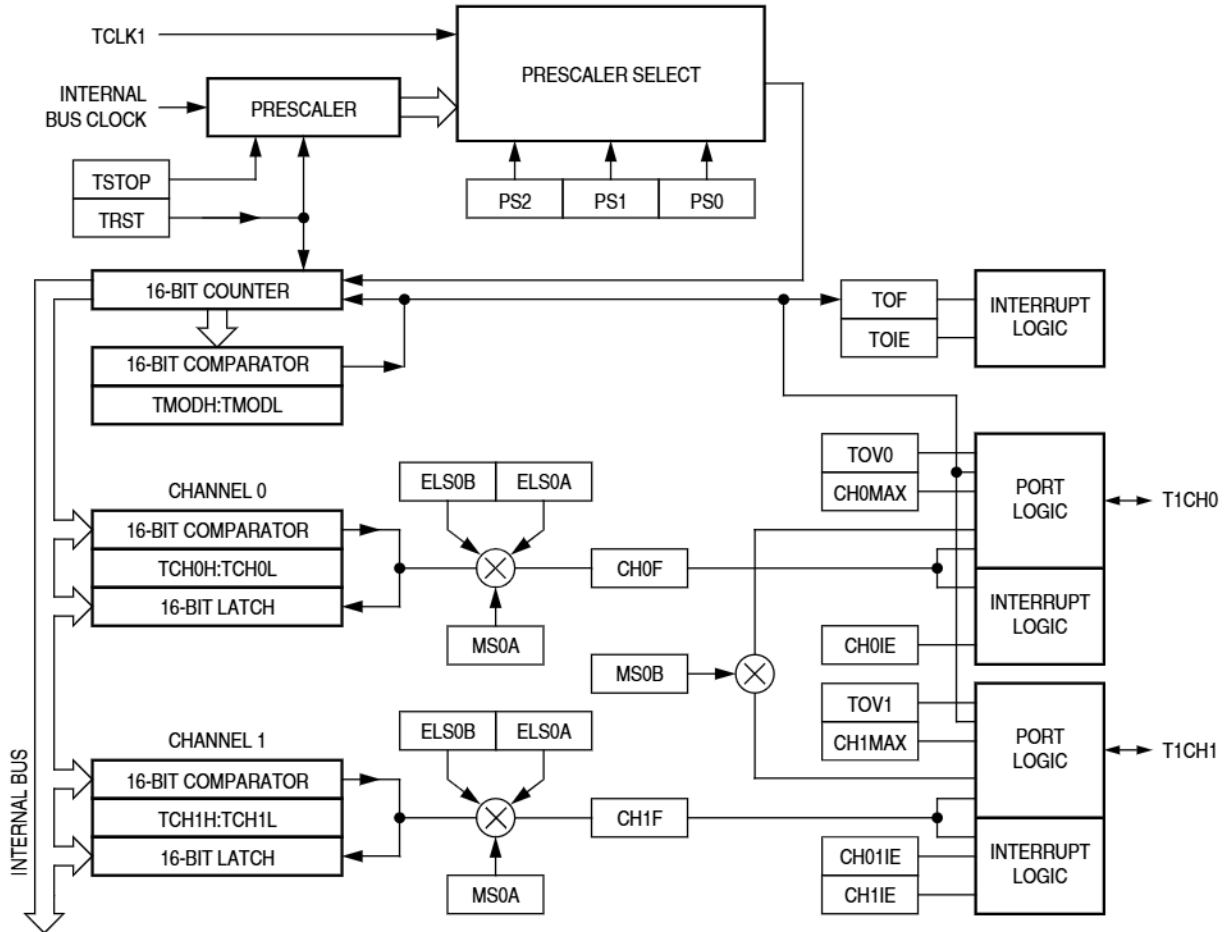 TCLK1
PRESCALER SELECT
INTERNAL
BUS CLOCK
PRESCALER
TSTOP
TRST
PS2
PS1
PS0
16-BIT COUNTER
16-BIT COMPARATOR
TMODH:TMODL
TOF
TOIE
INTERRUPT
LOGIC
CHANNEL 0
16-BIT COMPARATOR
TCH0H:TCH0L
16-BIT LATCH
ELS0B
ELS0A
MS0A
CH0F
TOV0
CH0MAX
PORT
LOGIC
T1CH0
INTERRUPT
LOGIC
CH0IE
MS0B
CHANNEL 1
16-BIT COMPARATOR
TCH1H:TCH1L
16-BIT LATCH
ELS0B
ELS0A
MS0A
CH1F
TOV1
CH1MAX
PORT
LOGIC
T1CH1
INTERRUPT
LOGIC
CH01IE
CH1IE
INTERNAL BUS